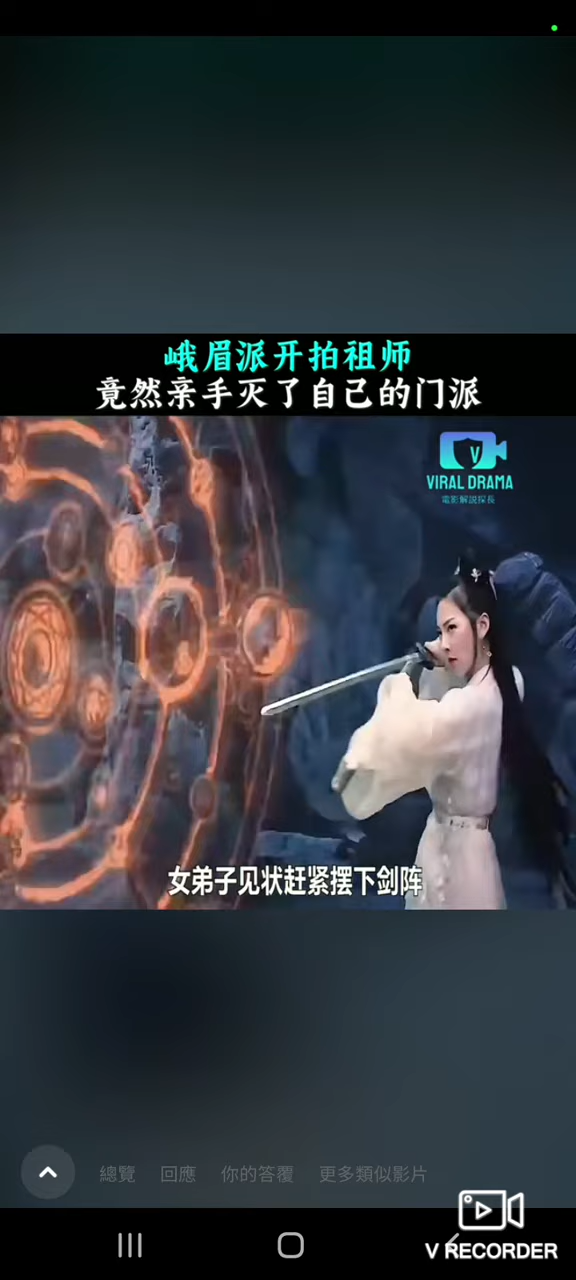 峨眉派开拍祖师
竟然亲手灭了自己的门派
V
VIRAL DRAMA
電影解説探長
女弟子见状赶紧摆下剑阵
總覽 回應 你的答覆 更多類似影片
V RECORDER